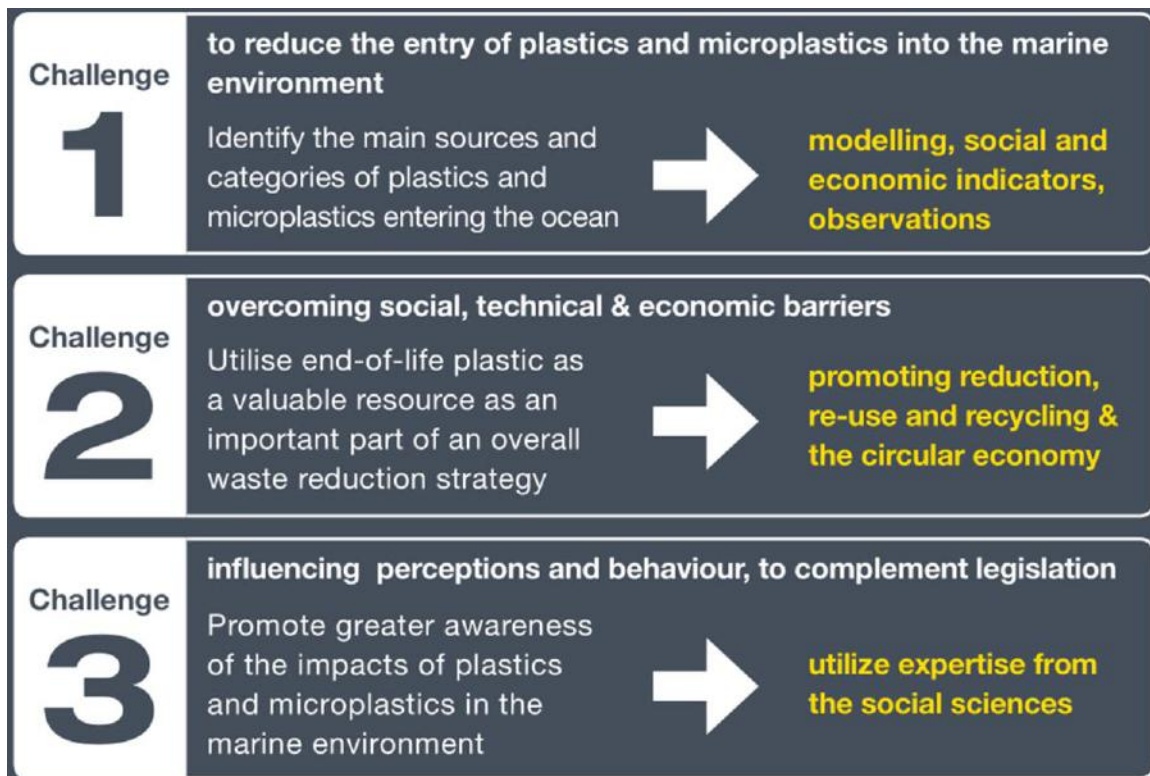 Challenge
1
to reduce the entry of plastics and microplastics into the marine
environment
Identify the main sources and
categories of plastics and
microplastics entering the ocean
modelling, social and
economic indicators,
observations
Challenge
2
overcoming social, technical & economic barriers
Utilise end-of-life plastic as
a valuable resource as an
important part of an overall
waste reduction strategy
promoting reduction,
re-use and recycling &
the circular economy
Challenge
3
influencing perceptions and behaviour, to complement legislation
Promote greater awareness
of the impacts of plastics
and microplastics in the
marine environment
utilize expertise from
the social sciences